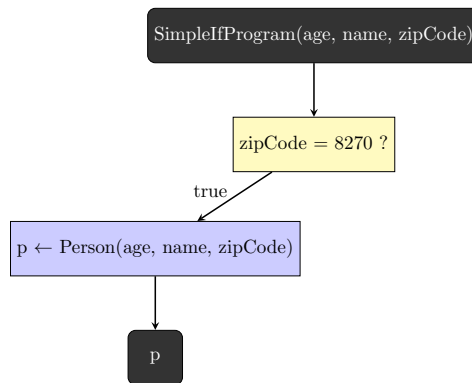 SimpleIfProgram(age, name, zipCode)
zipCode = 8270 ?
true
p ← Person(age, name, zipCode)
p